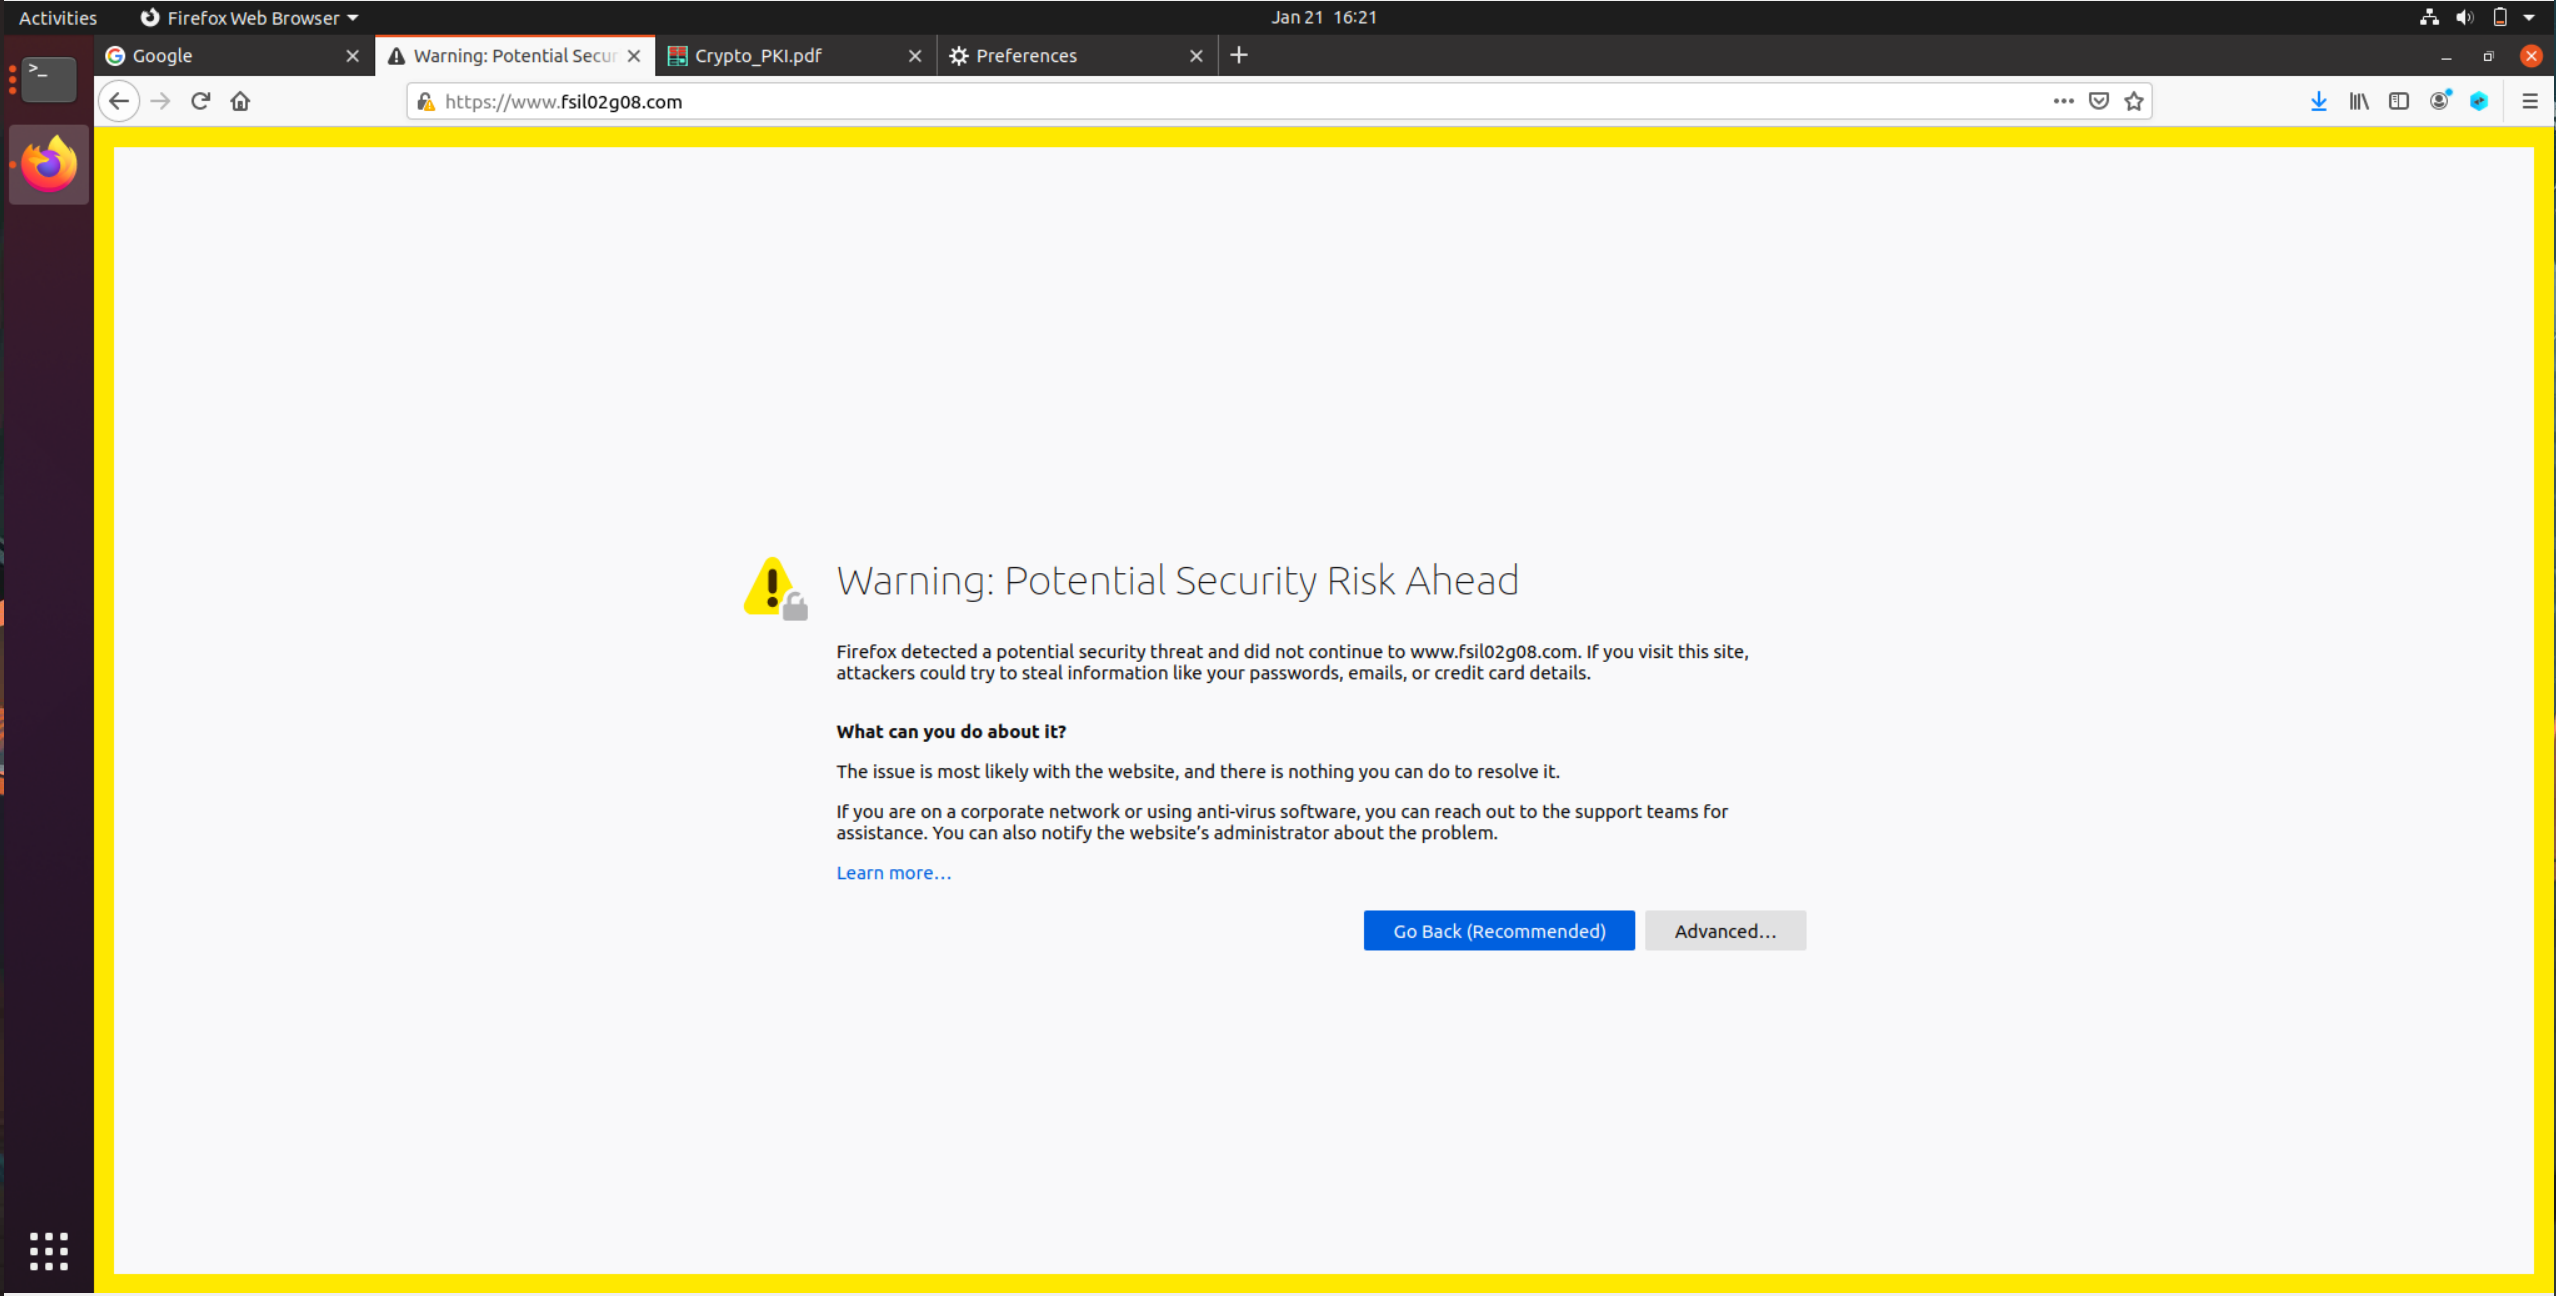 Activities
Firefox Web Browser
Jan 21 16:21
Google
Warning: Potential Secur
Crypto_PKI.pdf
Preferences
https://www.fsil02g08.com
Warning: Potential Security Risk Ahead
Firefox detected a potential security threat and did not continue to www.fsil02g08.com. If you visit this site,
attackers could try to steal information like your passwords, emails, or credit card details.
What can you do about it?
The issue is most likely with the website, and there is nothing you can do to resolve it.
If you are on a corporate network or using anti-virus software, you can reach out to the support teams for
assistance. You can also notify the website’s administrator about the problem.
Learn more…
Go Back (Recommended)
Advanced…